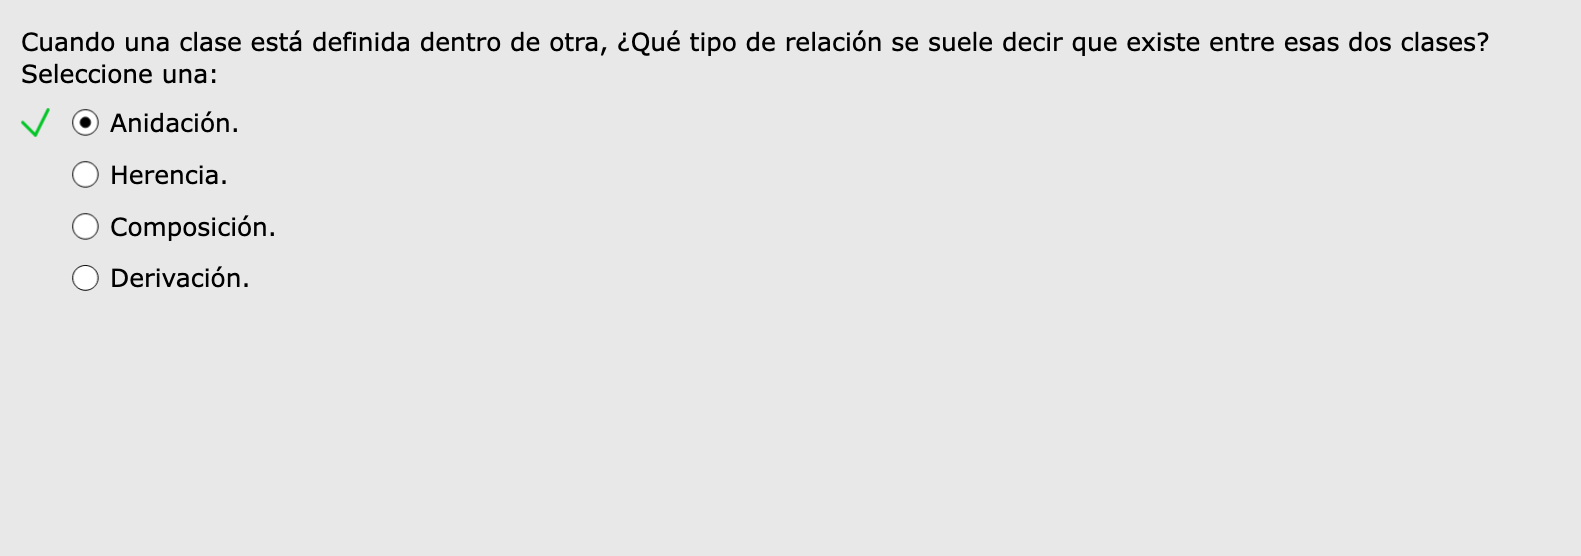 Cuando una clase está definida dentro de otra, ¿Qué tipo de relación se suele decir que existe entre esas dos clases?
Seleccione una:
Anidación.
Herencia.
Composición.
Derivación.